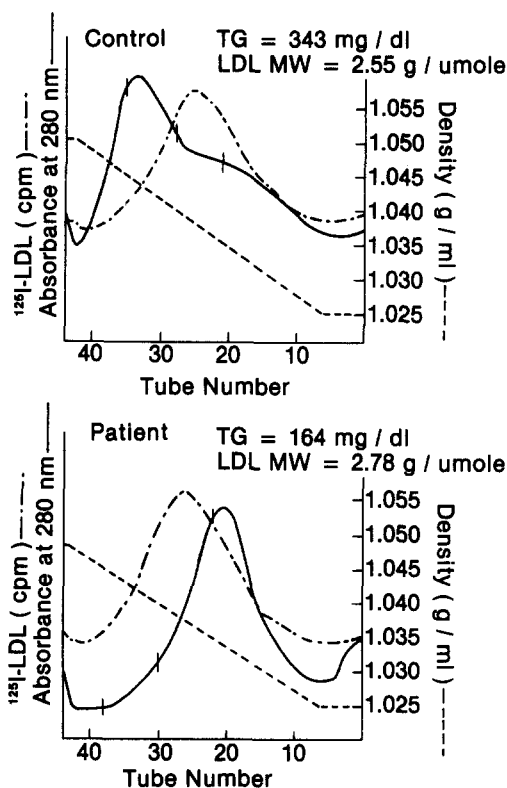 Control
TG = 343 mg / dl
LDL MW = 2.55 g / umole
¹²⁵I-LDL ( cpm ) —·—·—
Absorbance at 280 nm ——
1.055
1.050
1.045
1.040
1.035
1.030
1.025
Density ( g / ml ) -----
40 30 20 10
Tube Number
Patient
TG = 164 mg / dl
LDL MW = 2.78 g / umole
¹²⁵I-LDL ( cpm ) —·—·—
Absorbance at 280 nm ——
1.055
1.050
1.045
1.040
1.035
1.030
1.025
Density ( g / ml ) -----
40 30 20 10
Tube Number